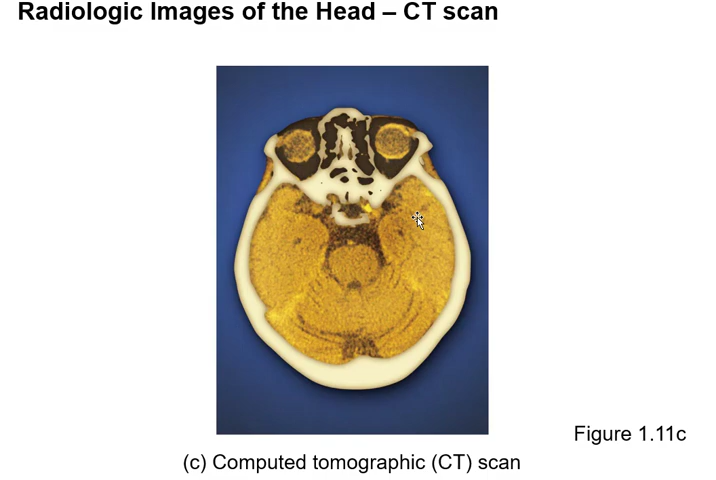 Radiologic Images of the Head – CT scan
Figure 1.11c
(c) Computed tomographic (CT) scan